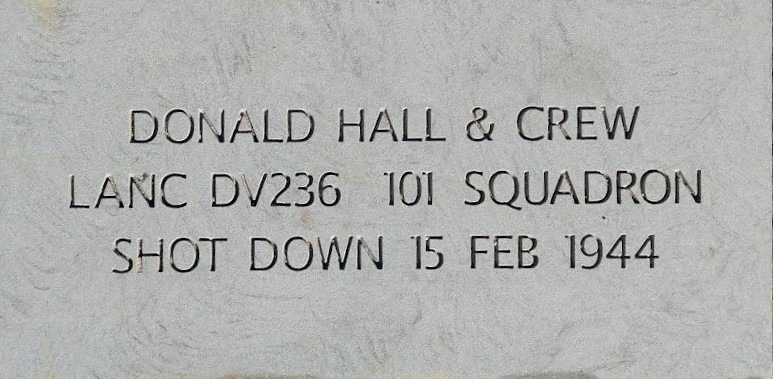 DONALD HALL & CREW
LANC DV236 101 SQUADRON
SHOT DOWN 15 FEB 1944